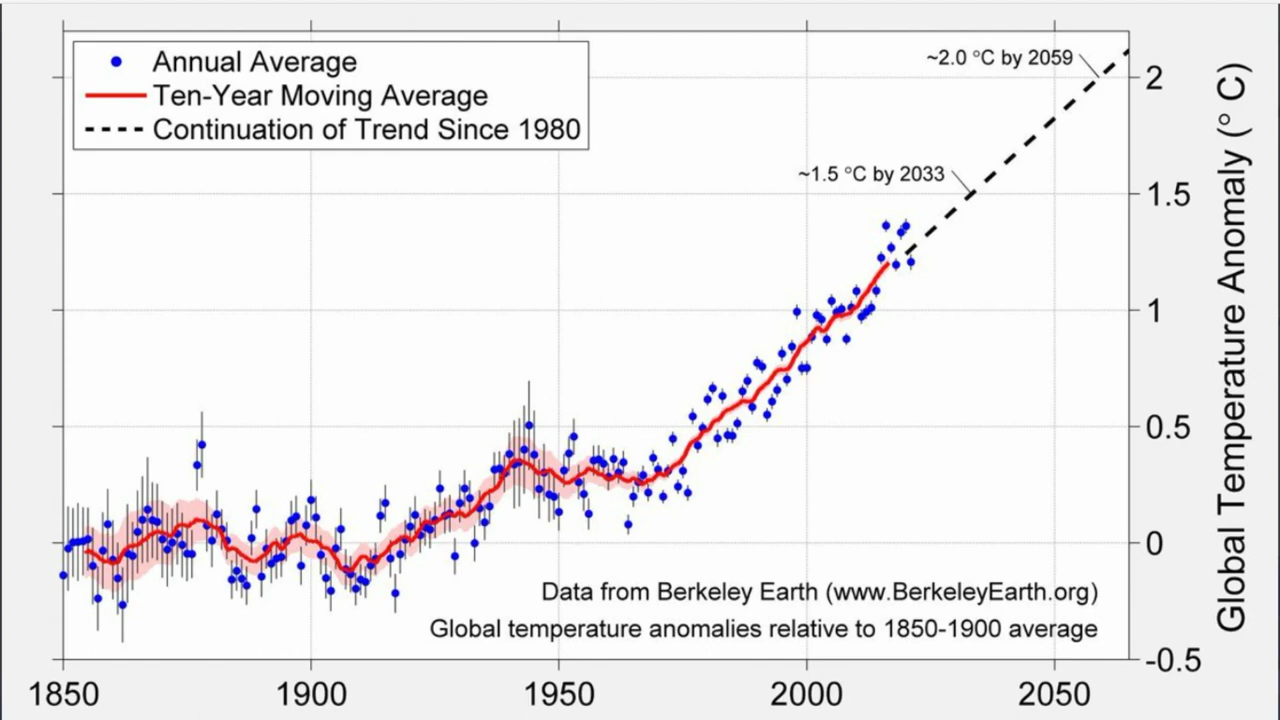 Annual Average
Ten-Year Moving Average
Continuation of Trend Since 1980
~2.0 °C by 2059
~1.5 °C by 2033
2
1.5
1
0.5
0
-0.5
Global Temperature Anomaly (° C)
Data from Berkeley Earth (www.BerkeleyEarth.org)
Global temperature anomalies relative to 1850-1900 average
1850 1900 1950 2000 2050